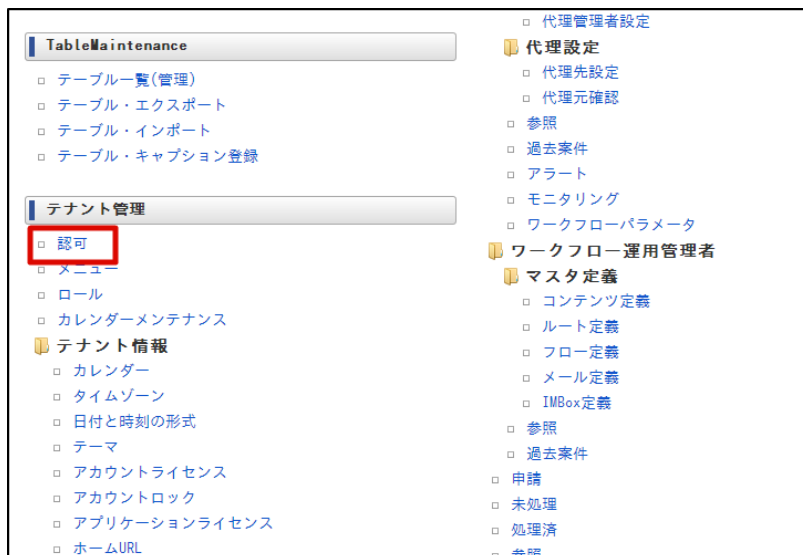 TableMaintenance
テーブル一覧(管理)
テーブル・エクスポート
テーブル・インポート
テーブル・キャプション登録
テナント管理
認可
メニュー
ロール
カレンダーメンテナンス
テナント情報
カレンダー
タイムゾーン
日付と時刻の形式
テーマ
アカウントライセンス
アカウントロック
アプリケーションライセンス
ホームURL
代理管理者設定
代理設定
代理先設定
代理元確認
参照
過去案件
アラート
モニタリング
ワークフローパラメータ
ワークフロー運用管理者
マスタ定義
コンテンツ定義
ルート定義
フロー定義
メール定義
IMBox定義
参照
過去案件
申請
未処理
処理済
参照